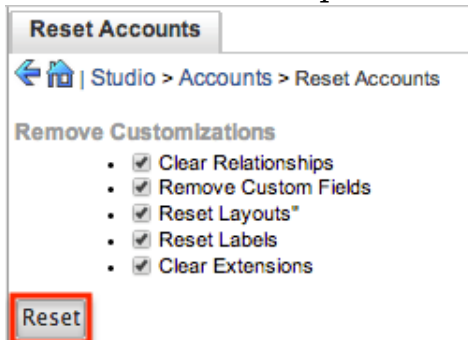 Reset Accounts
| Studio > Accounts > Reset Accounts
Remove Customizations
• Clear Relationships
• Remove Custom Fields
• Reset Layouts"
• Reset Labels
• Clear Extensions
Reset